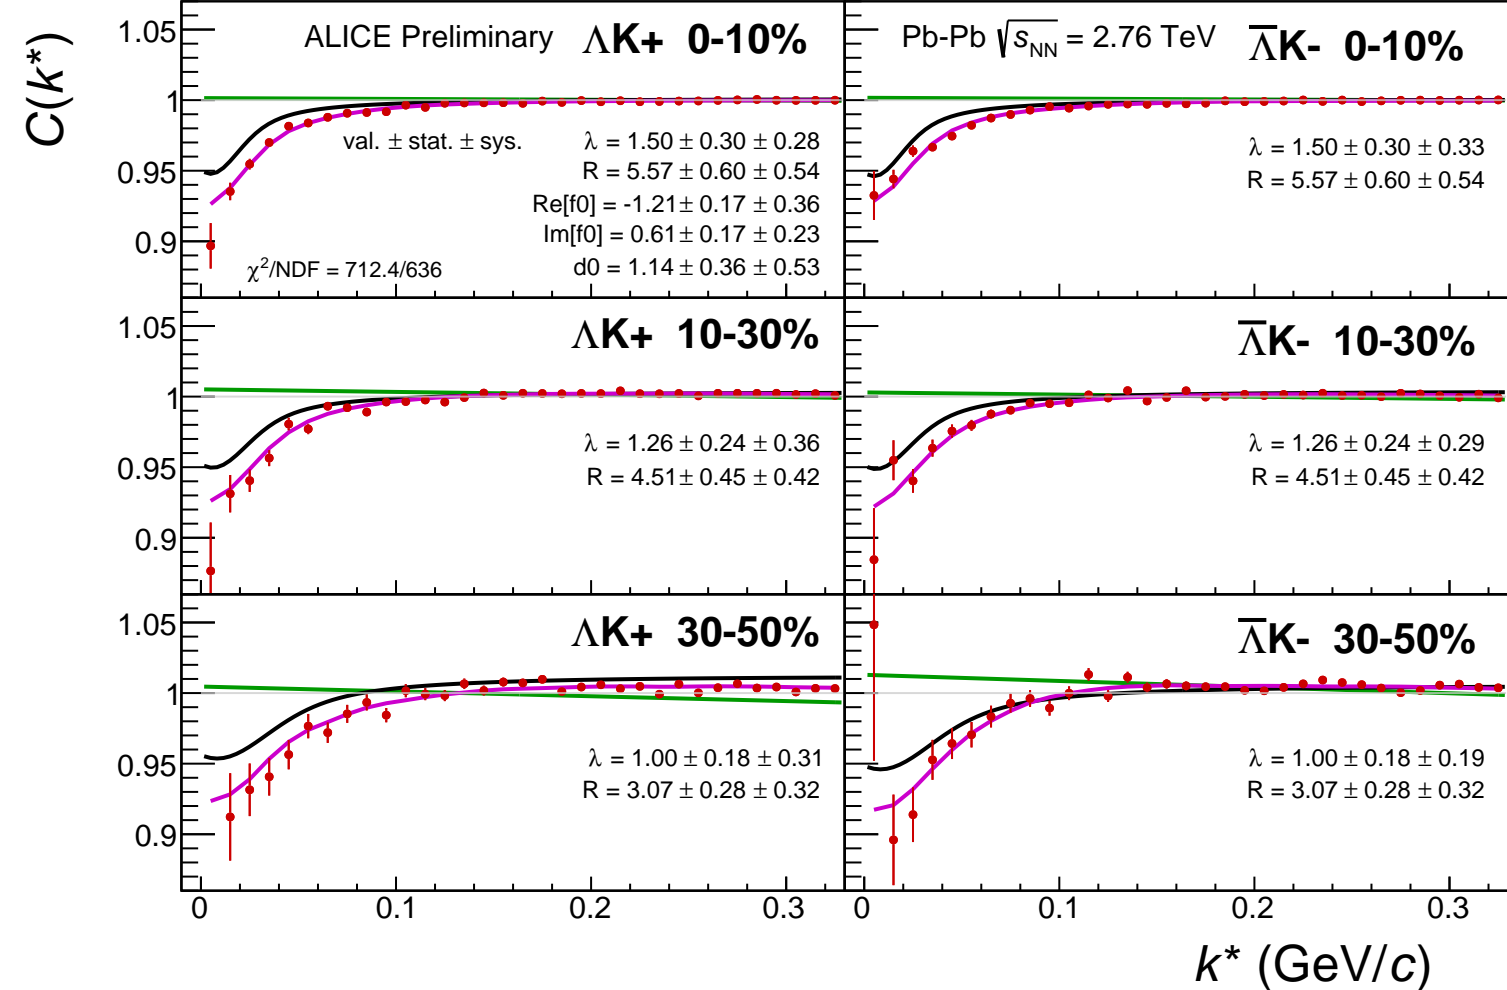 C(k*)
ALICE Preliminary ΛK+ 0-10%
1.05
1
0.95
0.9
val. ± stat. ± sys.
λ = 1.50 ± 0.30 ± 0.28
R = 5.57 ± 0.60 ± 0.54
Re[f0] = -1.21 ± 0.17 ± 0.36
Im[f0] = 0.61 ± 0.17 ± 0.23
d0 = 1.14 ± 0.36 ± 0.53
χ²/NDF = 712.4/636
Pb-Pb √sNN = 2.76 TeV Λ̅K- 0-10%
λ = 1.50 ± 0.30 ± 0.33
R = 5.57 ± 0.60 ± 0.54
ΛK+ 10-30%
1.05
1
0.95
0.9
λ = 1.26 ± 0.24 ± 0.36
R = 4.51 ± 0.45 ± 0.42
Λ̅K- 10-30%
λ = 1.26 ± 0.24 ± 0.29
R = 4.51 ± 0.45 ± 0.42
ΛK+ 30-50%
1.05
1
0.95
0.9
λ = 1.00 ± 0.18 ± 0.31
R = 3.07 ± 0.28 ± 0.32
Λ̅K- 30-50%
λ = 1.00 ± 0.18 ± 0.19
R = 3.07 ± 0.28 ± 0.32
0 0.1 0.2 0.3
0 0.1 0.2 0.3
k* (GeV/c)